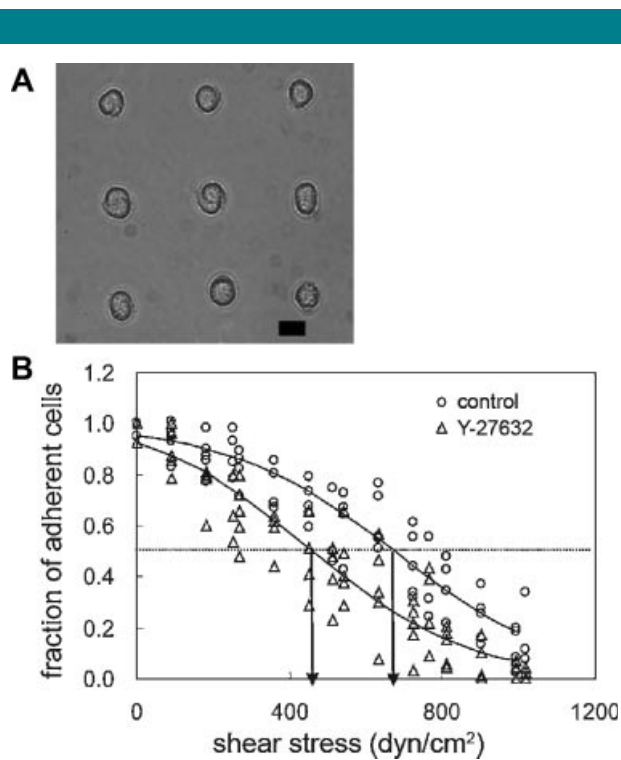 A
B
1.2
1.0
0.8
0.6
0.4
0.2
0.0
fraction of adherent cells
control
Y-27632
0 400 800 1200
shear stress (dyn/cm²)